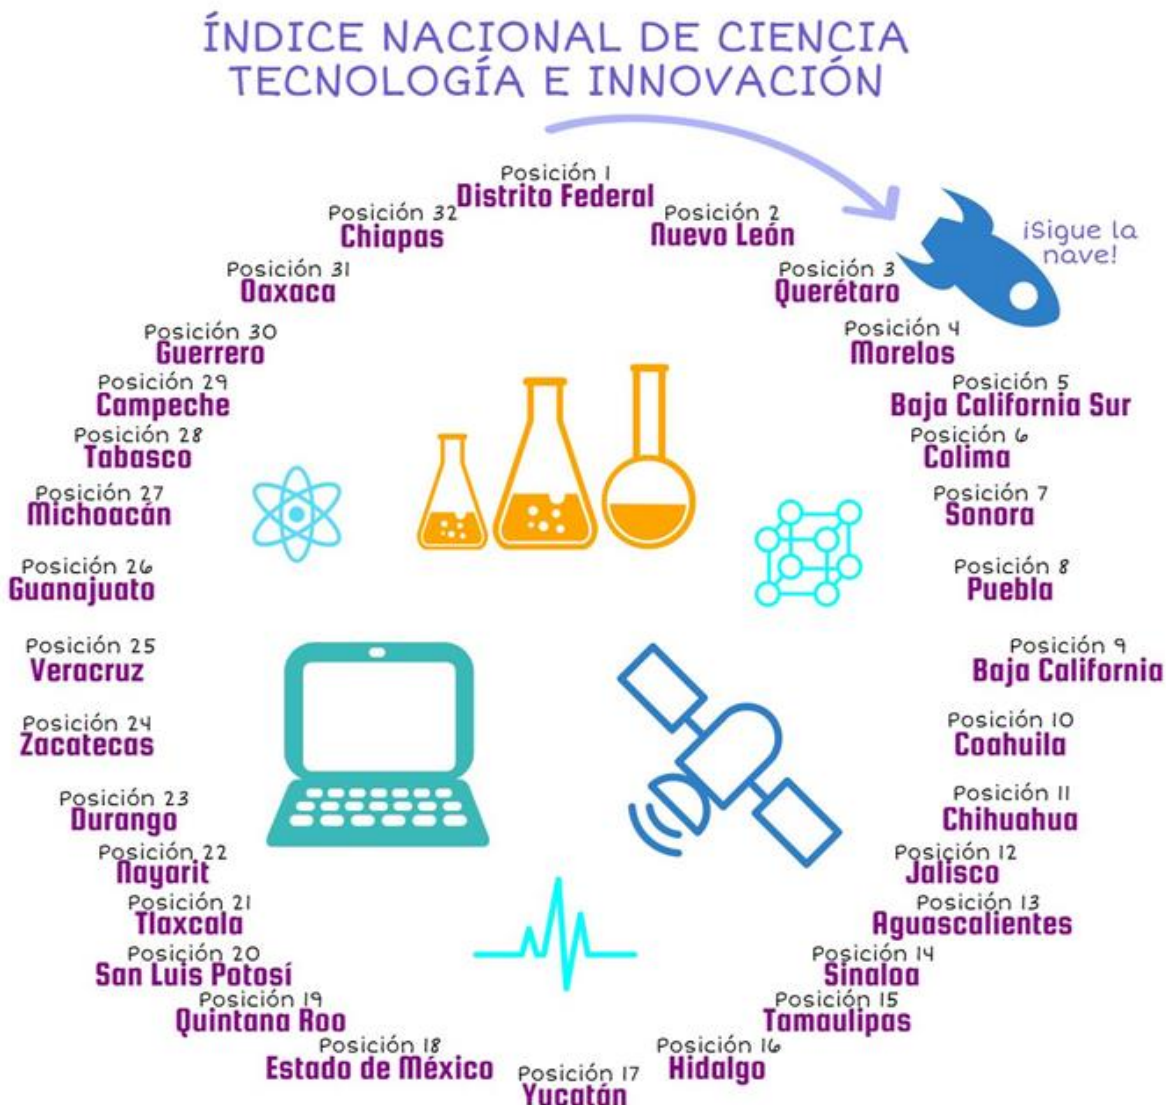 ÍNDICE NACIONAL DE CIENCIA
TECNOLOGÍA E INNOVACIÓN
¡Sigue la
nave!
Posición 1
Distrito Federal
Posición 2
Nuevo León
Posición 3
Querétaro
Posición 4
Morelos
Posición 5
Baja California Sur
Posición 6
Colima
Posición 7
Sonora
Posición 8
Puebla
Posición 9
Baja California
Posición 10
Coahuila
Posición 11
Chihuahua
Posición 12
Jalisco
Posición 13
Aguascalientes
Posición 14
Sinaloa
Posición 15
Tamaulipas
Posición 16
Hidalgo
Posición 17
Yucatán
Posición 18
Estado de México
Posición 19
Quintana Roo
Posición 20
San Luis Potosí
Posición 21
Tlaxcala
Posición 22
Nayarit
Posición 23
Durango
Posición 24
Zacatecas
Posición 25
Veracruz
Posición 26
Guanajuato
Posición 27
Michoacán
Posición 28
Tabasco
Posición 29
Campeche
Posición 30
Guerrero
Posición 31
Oaxaca
Posición 32
Chiapas